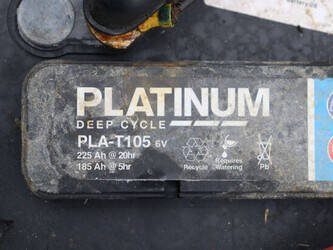 PLATINUM
DEEP CYCLE
PLA-T105 6V
225 Ah @ 20hr
185 Ah @ 5hr
Recycle
Requires
Watering
Pb